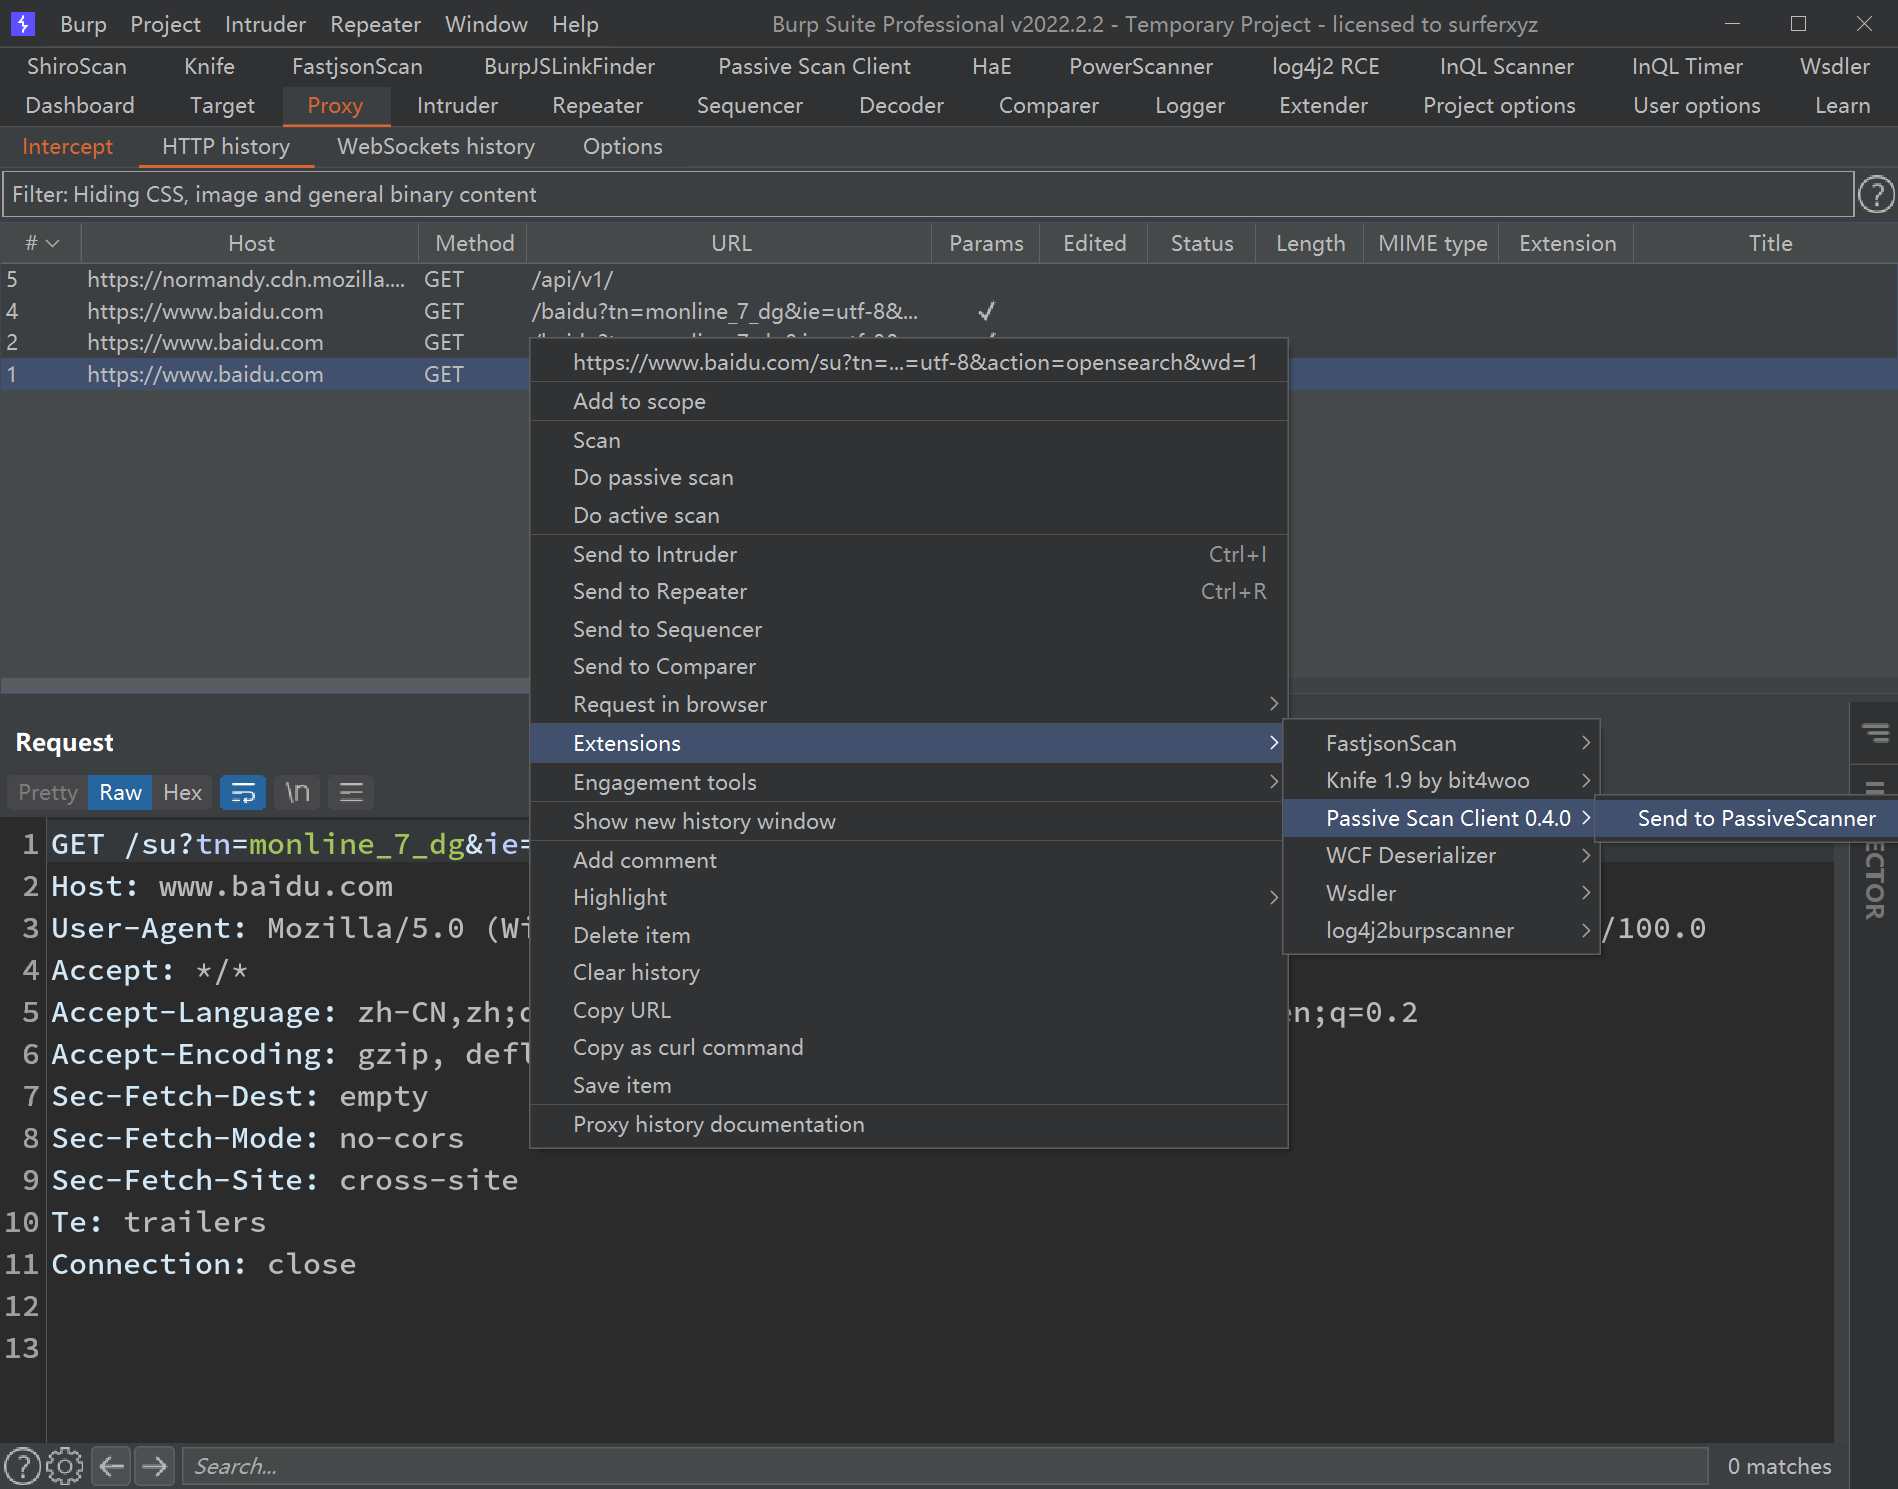 Burp Project Intruder Repeater Window Help Burp Suite Professional v2022.2.2 - Temporary Project - licensed to surferxyz
ShiroScan Knife FastjsonScan BurpJSLinkFinder Passive Scan Client HaE PowerScanner log4j2 RCE InQL Scanner InQL Timer Wsdler
Dashboard Target Proxy Intruder Repeater Sequencer Decoder Comparer Logger Extender Project options User options Learn
Intercept HTTP history WebSockets history Options
Filter: Hiding CSS, image and general binary content ?
# Host Method URL Params Edited Status Length MIME type Extension Title
5 https://normandy.cdn.mozilla.... GET /api/v1/
4 https://www.baidu.com GET /baidu?tn=monline_7_dg&ie=utf-8&... ✓
2 https://www.baidu.com GET
1 https://www.baidu.com GET
https://www.baidu.com/su?tn=...=utf-8&action=opensearch&wd=1
Add to scope
Scan
Do passive scan
Do active scan
Send to Intruder Ctrl+I
Send to Repeater Ctrl+R
Send to Sequencer
Send to Comparer
Request in browser
Extensions
Engagement tools
Show new history window
Add comment
Highlight
Delete item
Clear history
Copy URL
Copy as curl command
Save item
Proxy history documentation
FastjsonScan
Knife 1.9 by bit4woo
Passive Scan Client 0.4.0
WCF Deserializer
Wsdler
log4j2burpscanner
Send to PassiveScanner
Request
Pretty Raw Hex \n
1 GET /su?tn=monline_7_dg&ie=
2 Host: www.baidu.com
3 User-Agent: Mozilla/5.0 (Wi /100.0
4 Accept: */*
5 Accept-Language: zh-CN,zh; n;q=0.2
6 Accept-Encoding: gzip, defl
7 Sec-Fetch-Dest: empty
8 Sec-Fetch-Mode: no-cors
9 Sec-Fetch-Site: cross-site
10 Te: trailers
11 Connection: close
12
13
ECTOR
? Search... 0 matches